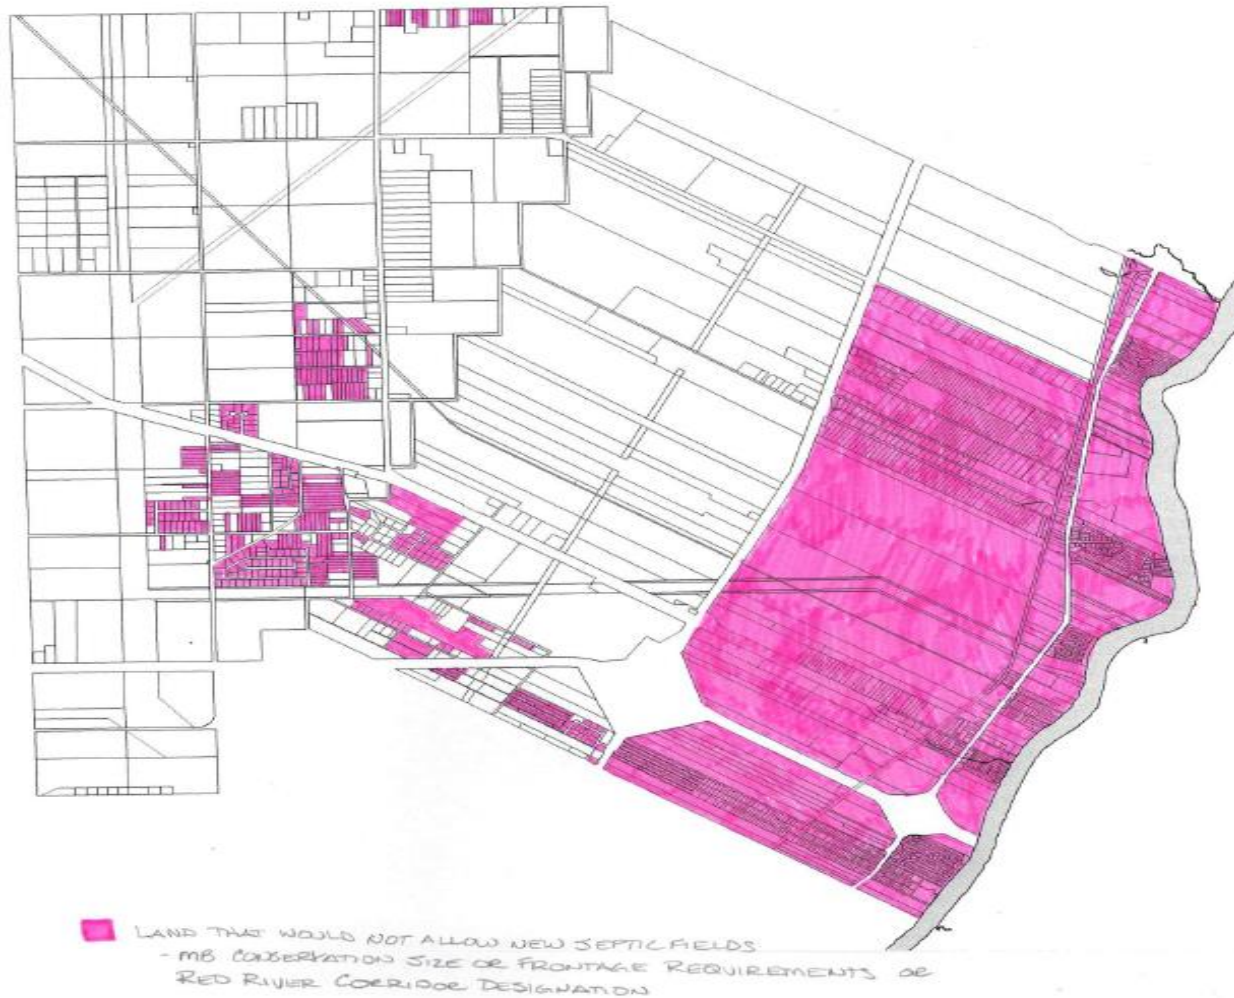 LAND THAT WOULD NOT ALLOW NEW SEPTIC FIELDS
- MB CONSERVATION SIZE OR FRONTAGE REQUIREMENTS OR
RED RIVER CORRIDOR DESIGNATION